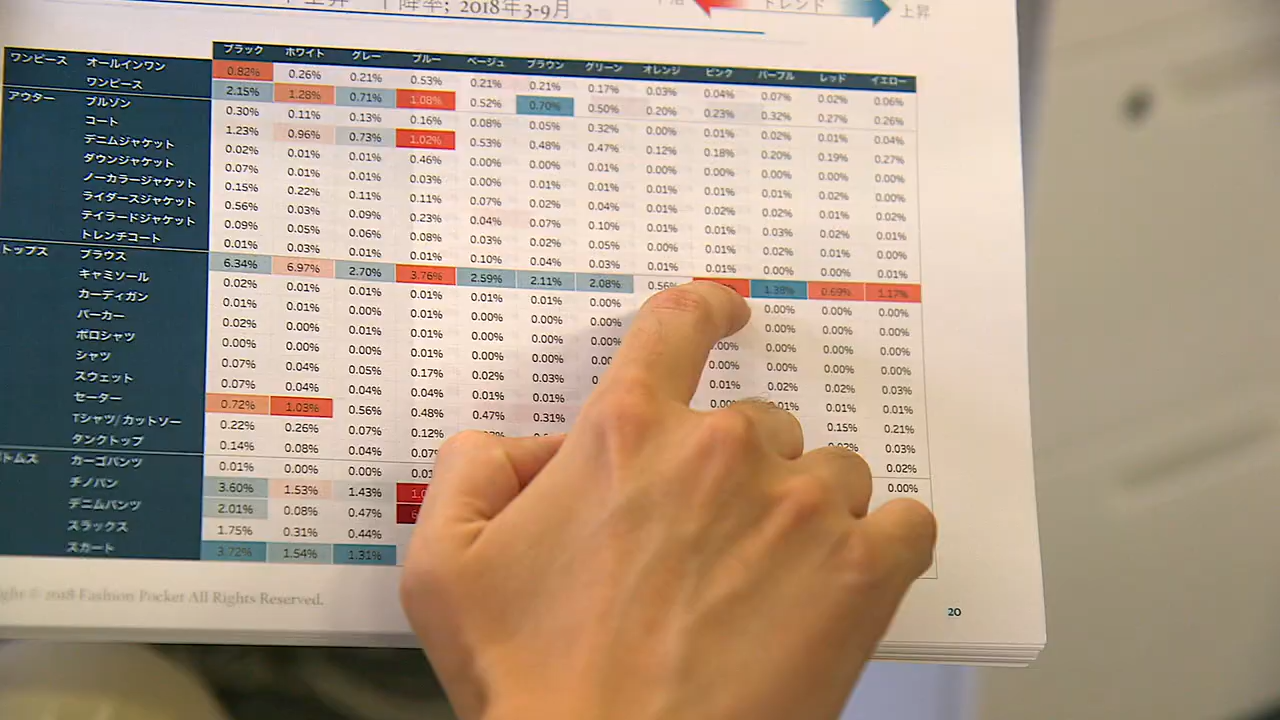 下降率; 2018年3-9月
トレンド 上昇
ブラック ホワイト グレー ブルー ベージュ ブラウン グリーン オレンジ ピンク パープル レッド イエロー
ワンピース オールインワン 0.82% 0.26% 0.21% 0.53% 0.21% 0.21% 0.17% 0.03% 0.04% 0.07% 0.02% 0.06%
ワンピース 2.15% 1.28% 0.71% 1.08% 0.52% 0.70% 0.50% 0.20% 0.23% 0.32% 0.27% 0.26%
アウター ブルゾン 0.30% 0.11% 0.13% 0.16% 0.08% 0.05% 0.32% 0.00% 0.01% 0.02% 0.01% 0.04%
コート 1.23% 0.96% 0.73% 1.02% 0.53% 0.48% 0.47% 0.12% 0.18% 0.20% 0.19% 0.27%
デニムジャケット 0.02% 0.01% 0.01% 0.46% 0.00% 0.00% 0.01% 0.00% 0.00% 0.00% 0.00% 0.00%
ダウンジャケット 0.07% 0.01% 0.01% 0.03% 0.00% 0.01% 0.01% 0.01% 0.01% 0.02% 0.01% 0.00%
ノーカラージャケット 0.15% 0.22% 0.11% 0.11% 0.07% 0.02% 0.04% 0.01% 0.02% 0.02% 0.01% 0.02%
ライダースジャケット 0.56% 0.03% 0.09% 0.23% 0.04% 0.07% 0.10% 0.01% 0.01% 0.03% 0.02% 0.01%
テイラードジャケット 0.09% 0.05% 0.06% 0.08% 0.03% 0.02% 0.05% 0.00% 0.01% 0.02% 0.01% 0.01%
トレンチコート 0.01% 0.03% 0.01% 0.01% 0.10% 0.04% 0.03% 0.01% 0.01% 0.00% 0.00% 0.01%
トップス ブラウス 6.34% 6.97% 2.70% 3.76% 2.59% 2.11% 2.08% 0.56% 1.38% 0.69% 1.17%
キャミソール 0.02% 0.01% 0.01% 0.01% 0.01% 0.01% 0.00% 0.00% 0.00% 0.00%
カーディガン 0.01% 0.01% 0.01% 0.01% 0.01% 0.00% 0.00% 0.00% 0.00% 0.00%
パーカー 0.02% 0.00% 0.01% 0.01% 0.00% 0.00% 0.00% 0.00% 0.00% 0.00%
ポロシャツ 0.00% 0.00% 0.00% 0.01% 0.00% 0.00% 0.00% 0.00% 0.00% 0.00%
シャツ 0.07% 0.04% 0.05% 0.17% 0.02% 0.03% 0.01% 0.02% 0.02% 0.03%
スウェット 0.07% 0.04% 0.04% 0.04% 0.01% 0.01% 0.01% 0.01%
セーター 0.72% 1.03% 0.56% 0.48% 0.47% 0.31% 0.15% 0.21%
Tシャツ/カットソー 0.22% 0.26% 0.07% 0.12% 0.03%
タンクトップ 0.14% 0.08% 0.04% 0.02%
トムス カーゴパンツ 0.01% 0.00% 0.00% 0.00%
チノパン 3.60% 1.53% 1.43%
デニムパンツ 2.01% 0.08% 0.47%
スラックス 1.75% 0.31% 0.44%
スカート 3.72% 1.54% 1.31%
© 2018 Fashion Pocket All Rights Reserved.
20